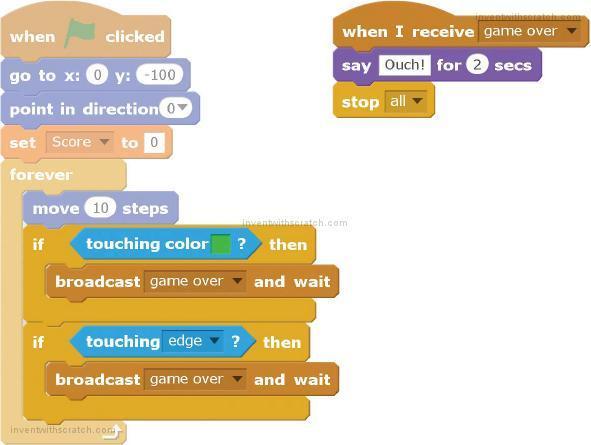 when clicked
go to x: 0 y: -100
point in direction 0
set Score to 0
forever
move 10 steps
if touching color ? then
broadcast game over and wait
if touching edge ? then
broadcast game over and wait
inventwithscratch.com
inventwithscratch.com
inventwithscratch.com
when I receive game over
say Ouch! for 2 secs
stop all